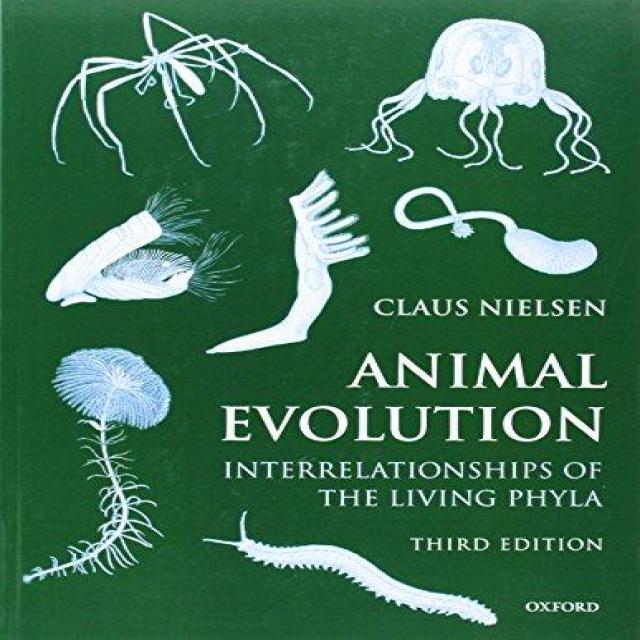 CLAUS NIELSEN
ANIMAL
EVOLUTION
INTERRELATIONSHIPS OF
THE LIVING PHYLA
THIRD EDITION
OXFORD